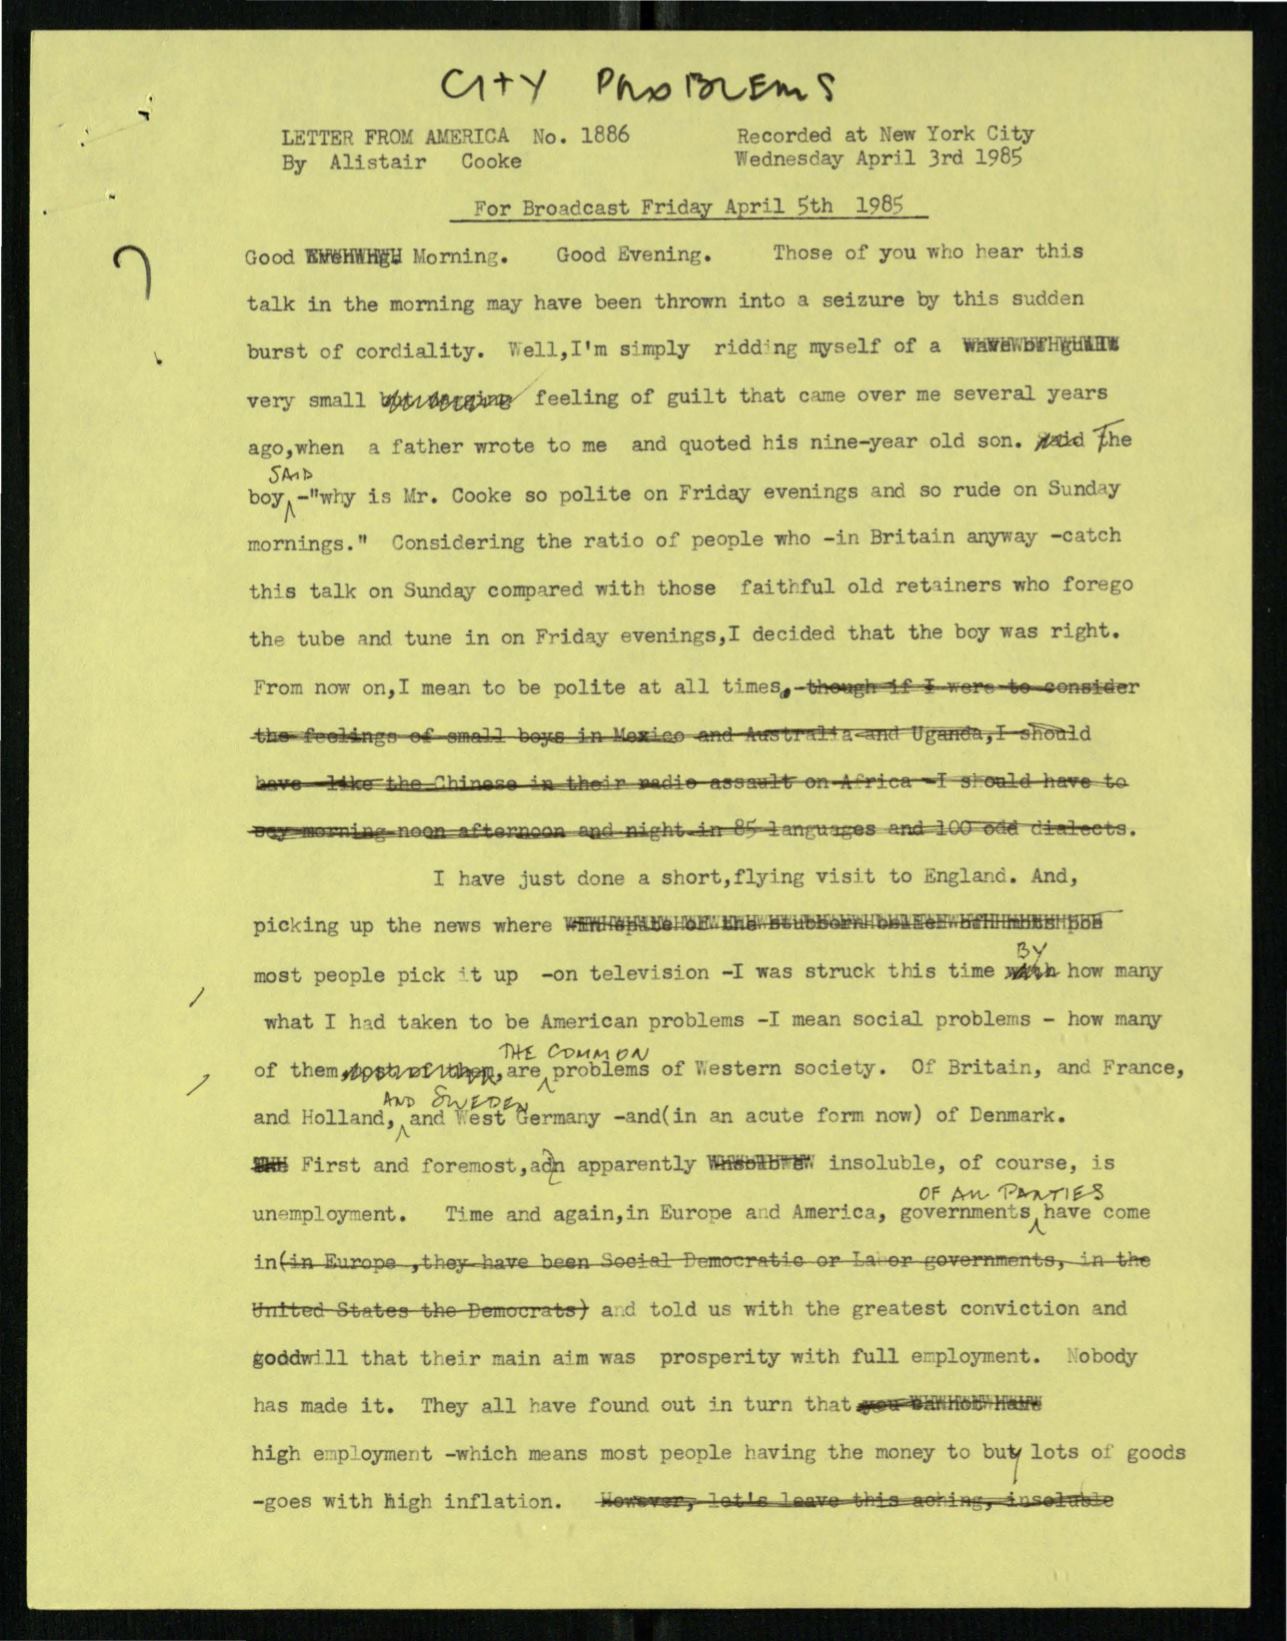 CITY PROBLEMS
LETTER FROM AMERICA No. 1886 Recorded at New York City
By Alistair Cooke Wednesday April 3rd 1985
For Broadcast Friday April 5th 1985
Good Morning. Good Evening. Those of you who hear this
talk in the morning may have been thrown into a seizure by this sudden
burst of cordiality. Well,I'm simply ridding myself of a
very small feeling of guilt that came over me several years
ago,when a father wrote to me and quoted his nine-year old son. said The
SAID
boy -"why is Mr. Cooke so polite on Friday evenings and so rude on Sunday
mornings." Considering the ratio of people who -in Britain anyway -catch
this talk on Sunday compared with those faithful old retainers who forego
the tube and tune in on Friday evenings,I decided that the boy was right.
From now on,I mean to be polite at all times. -though if I were to consider
the feelings of small boys in Mexico and Australia and Uganda,I should
have -like the Chinese in their radio assault on Africa -I should have to
say morning noon afternoon and night in 85 languages and 100 odd dialects.
I have just done a short,flying visit to England. And,
picking up the news where
BY
most people pick it up -on television -I was struck this time with how many
what I had taken to be American problems -I mean social problems - how many
THE COMMON
of them, most of them, are problems of Western society. Of Britain, and France,
AND SWEDEN
and Holland, and West Germany -and(in an acute form now) of Denmark.
First and foremost,adn apparently insoluble, of course, is
OF ALL PARTIES
unemployment. Time and again,in Europe and America, governments have come
in(in Europe ,they have been Social Democratic or Labor governments, in the
United States the Democrats) and told us with the greatest conviction and
goddwill that their main aim was prosperity with full employment. Nobody
has made it. They all have found out in turn that you cannot have
high employment -which means most people having the money to buy lots of goods
-goes with high inflation. However, let's leave this aching, insoluble